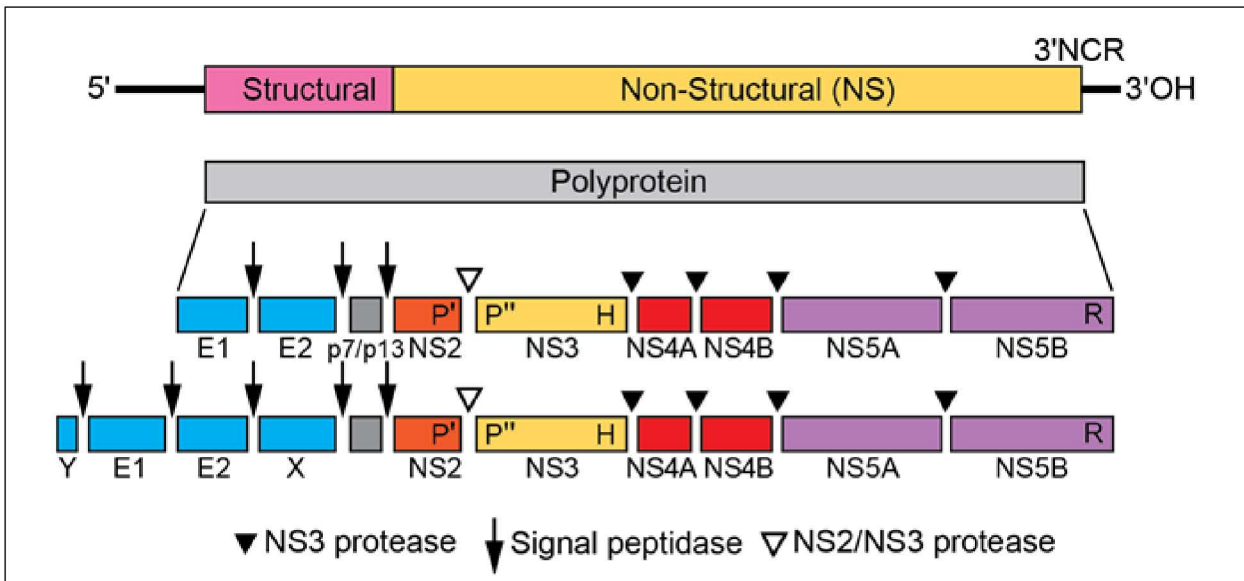 3'NCR
5' Structural Non-Structural (NS) 3'OH
Polyprotein
P' P" H R
E1 E2 p7/p13 NS2 NS3 NS4A NS4B NS5A NS5B
P' P" H R
Y E1 E2 X NS2 NS3 NS4A NS4B NS5A NS5B
NS3 protease Signal peptidase NS2/NS3 protease